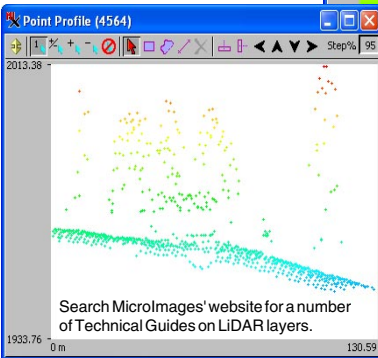 Point Profile (4564)
Step% 95
2013.38
Search MicroImages' website for a number
of Technical Guides on LiDAR layers.
1933.76
0 m 130.59